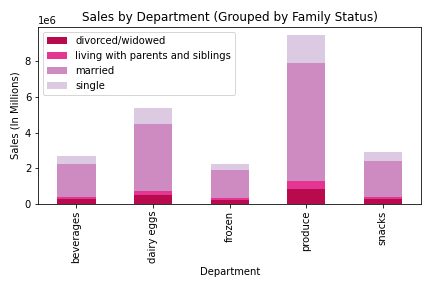 Sales by Department (Grouped by Family Status)
1e6
divorced/widowed
living with parents and siblings
married
single
8
6
4
2
0
Sales (In Millions)
beverages
dairy eggs
frozen
produce
snacks
Department